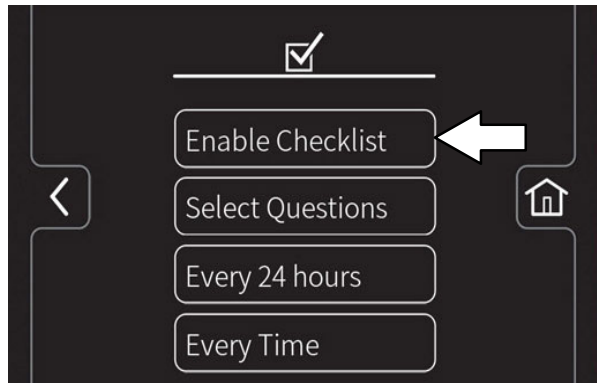 Enable Checklist
Select Questions
Every 24 hours
Every Time